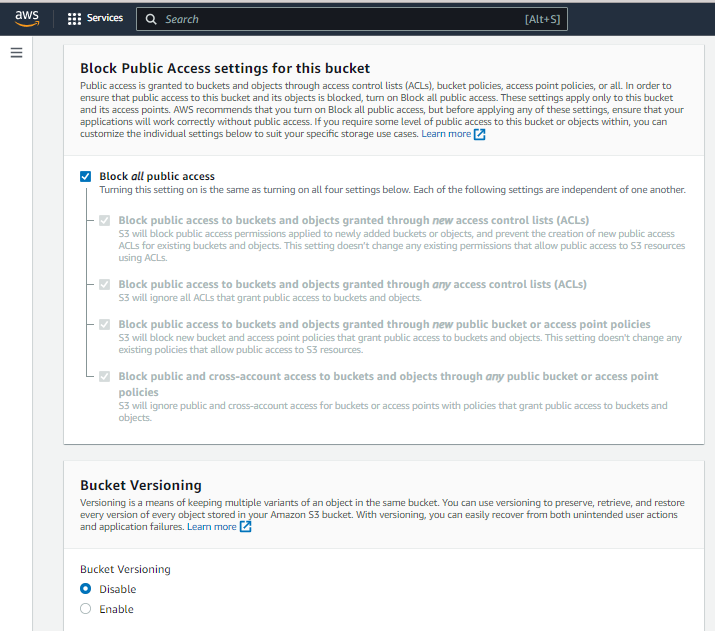 aws
Services
Search
[Alt+S]
Block Public Access settings for this bucket
Public access is granted to buckets and objects through access control lists (ACLs), bucket policies, access point policies, or all. In order to
ensure that public access to this bucket and its objects is blocked, turn on Block all public access. These settings apply only to this bucket
and its access points. AWS recommends that you turn on Block all public access, but before applying any of these settings, ensure that your
applications will work correctly without public access. If you require some level of public access to this bucket or objects within, you can
customize the individual settings below to suit your specific storage use cases. Learn more
Block all public access
Turning this setting on is the same as turning on all four settings below. Each of the following settings are independent of one another.
Block public access to buckets and objects granted through new access control lists (ACLs)
S3 will block public access permissions applied to newly added buckets or objects, and prevent the creation of new public access
ACLs for existing buckets and objects. This setting doesn't change any existing permissions that allow public access to S3 resources
using ACLs.
Block public access to buckets and objects granted through any access control lists (ACLs)
S3 will ignore all ACLs that grant public access to buckets and objects.
Block public access to buckets and objects granted through new public bucket or access point policies
S3 will block new bucket and access point policies that grant public access to buckets and objects. This setting doesn't change any
existing policies that allow public access to S3 resources.
Block public and cross-account access to buckets and objects through any public bucket or access point
policies
S3 will ignore public and cross-account access for buckets or access points with policies that grant public access to buckets and
objects.
Bucket Versioning
Versioning is a means of keeping multiple variants of an object in the same bucket. You can use versioning to preserve, retrieve, and restore
every version of every object stored in your Amazon S3 bucket. With versioning, you can easily recover from both unintended user actions
and application failures. Learn more
Bucket Versioning
Disable
Enable